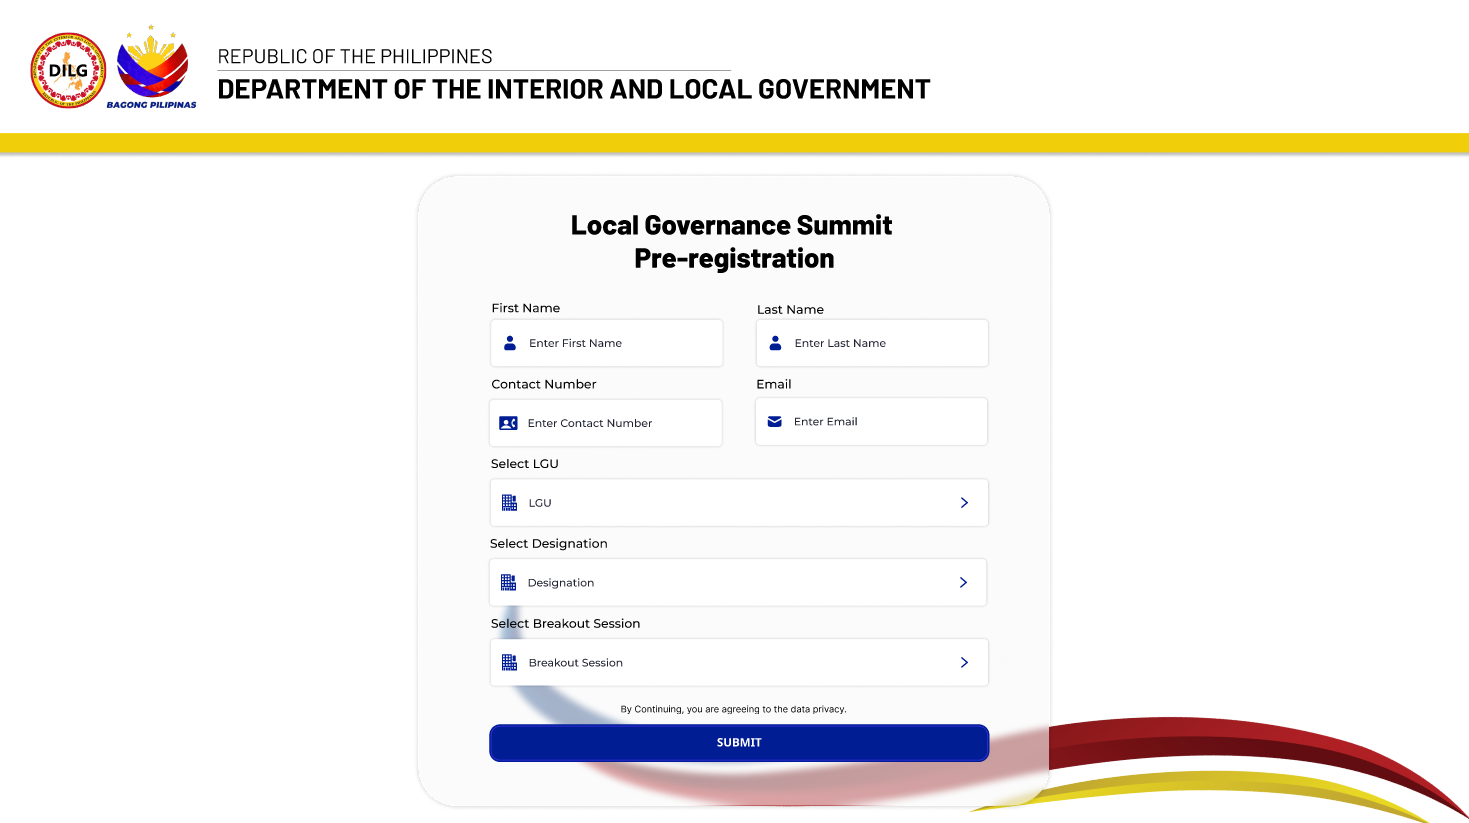 DILG
BAGONG PILIPINAS
REPUBLIC OF THE PHILIPPINES
DEPARTMENT OF THE INTERIOR AND LOCAL GOVERNMENT
Local Governance Summit
Pre-registration
First Name
Last Name
Enter First Name
Enter Last Name
Contact Number
Email
Enter Contact Number
Enter Email
Select LGU
LGU
Select Designation
Designation
Select Breakout Session
Breakout Session
By Continuing, you are agreeing to the data privacy.
SUBMIT